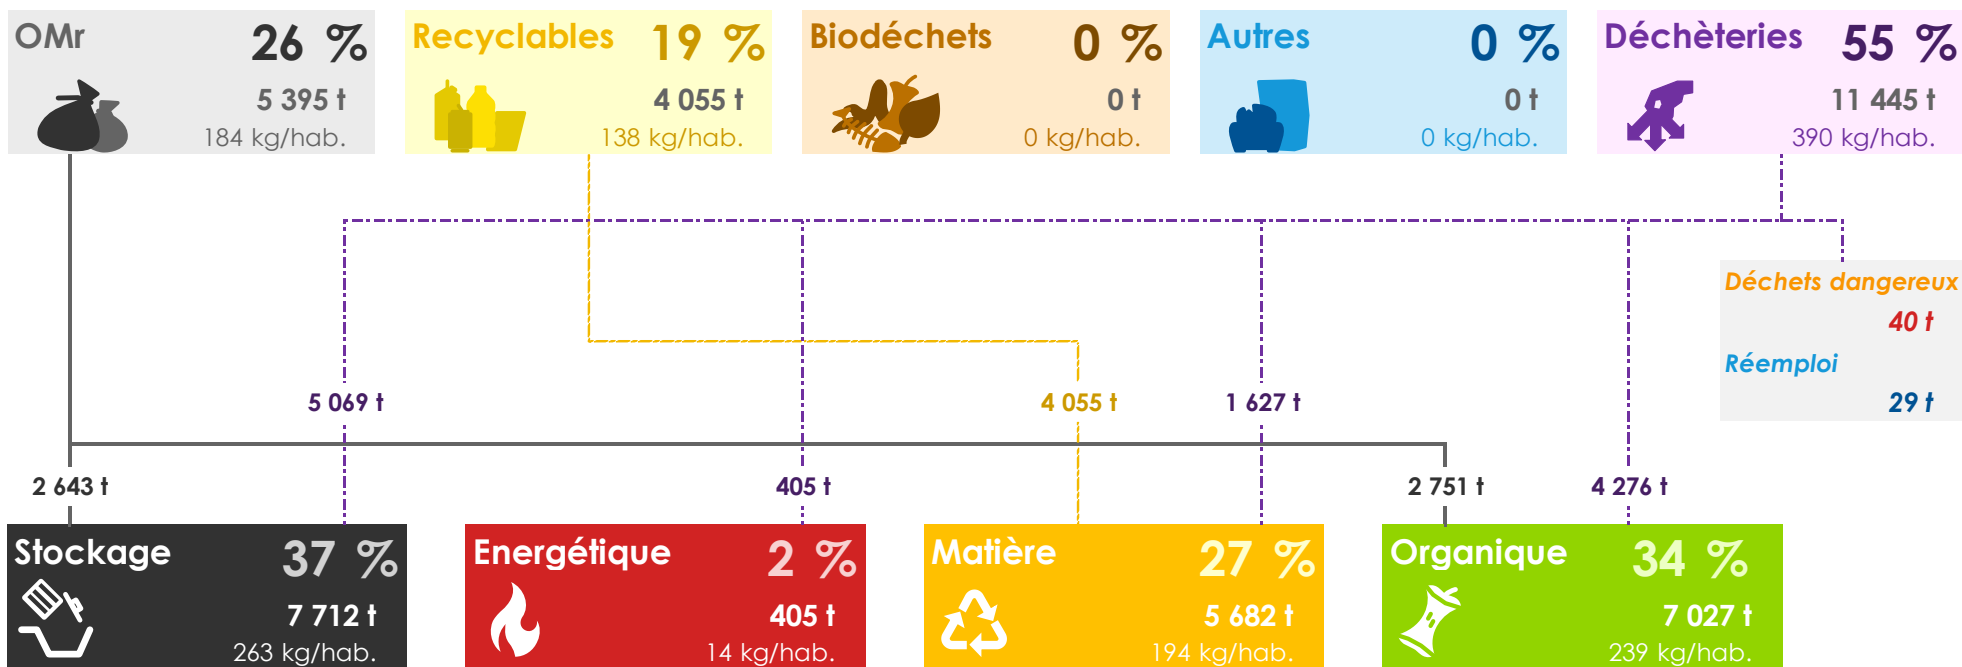 OMr 26 %
5 395 t
184 kg/hab.
Recyclables 19 %
4 055 t
138 kg/hab.
Biodéchets 0 %
0 t
0 kg/hab.
Autres 0 %
0 t
0 kg/hab.
Déchèteries 55 %
11 445 t
390 kg/hab.
Déchets dangereux
40 t
Réemploi
29 t
5 069 t
4 055 t
1 627 t
2 643 t
405 t
2 751 t
4 276 t
Stockage 37 %
7 712 t
263 kg/hab.
Energétique 2 %
405 t
14 kg/hab.
Matière 27 %
5 682 t
194 kg/hab.
Organique 34 %
7 027 t
239 kg/hab.